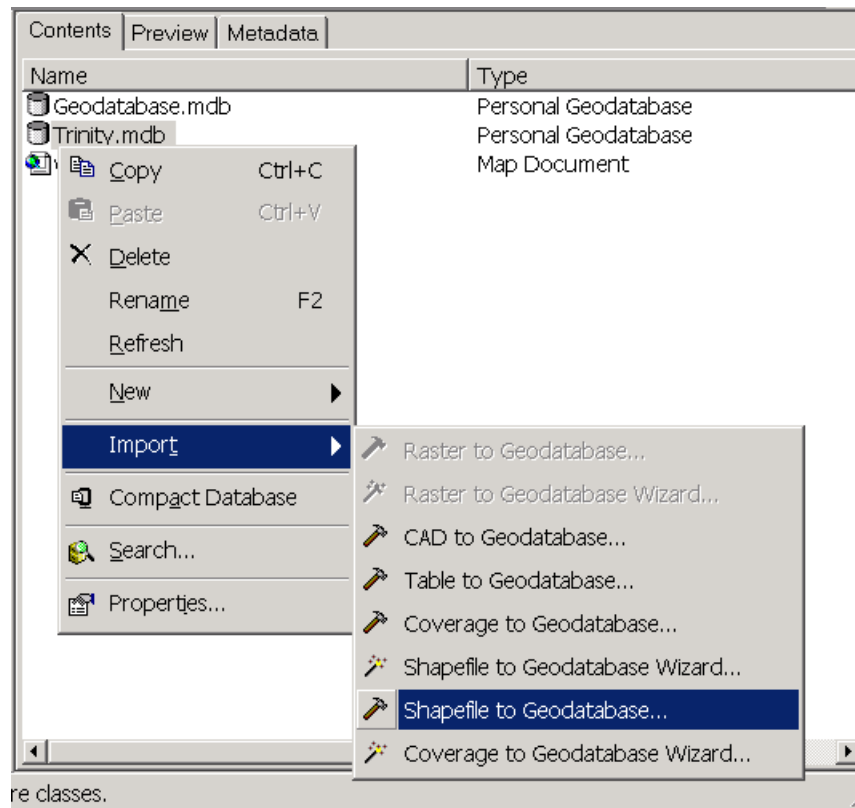 Contents Preview Metadata
Name Type
Geodatabase.mdb Personal Geodatabase
Trinity.mdb Personal Geodatabase
Map Document
Copy Ctrl+C
Paste Ctrl+V
Delete
Rename F2
Refresh
New
Import
Compact Database
Search...
Properties...
Raster to Geodatabase...
Raster to Geodatabase Wizard...
CAD to Geodatabase...
Table to Geodatabase...
Coverage to Geodatabase...
Shapefile to Geodatabase Wizard...
Shapefile to Geodatabase...
Coverage to Geodatabase Wizard...
re classes.